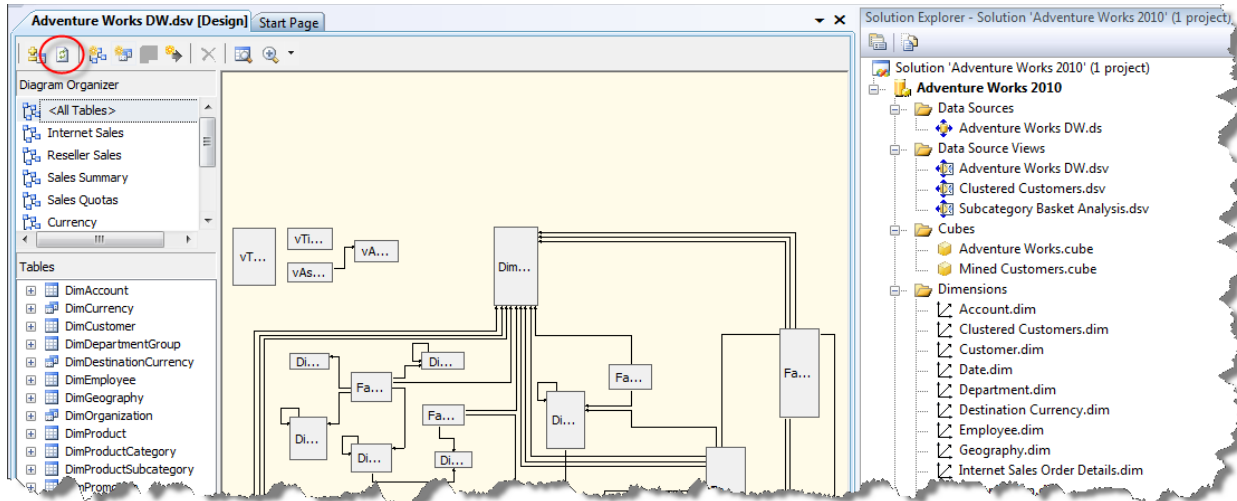 Adventure Works DW.dsv [Design]
Start Page
Diagram Organizer
<All Tables>
Internet Sales
Reseller Sales
Sales Summary
Sales Quotas
Currency
Tables
DimAccount
DimCurrency
DimCustomer
DimDepartmentGroup
DimDestinationCurrency
DimEmployee
DimGeography
DimOrganization
DimProduct
DimProductCategory
DimProductSubcategory
vT...
vTi...
vAs...
vA...
Dim...
Di...
Di...
Fa...
Fa...
Fa...
Di...
Fa...
Di...
Di...
Di...
Solution Explorer - Solution 'Adventure Works 2010' (1 project)
Solution 'Adventure Works 2010' (1 project)
Adventure Works 2010
Data Sources
Adventure Works DW.ds
Data Source Views
Adventure Works DW.dsv
Clustered Customers.dsv
Subcategory Basket Analysis.dsv
Cubes
Adventure Works.cube
Mined Customers.cube
Dimensions
Account.dim
Clustered Customers.dim
Customer.dim
Date.dim
Department.dim
Destination Currency.dim
Employee.dim
Geography.dim
Internet Sales Order Details.dim